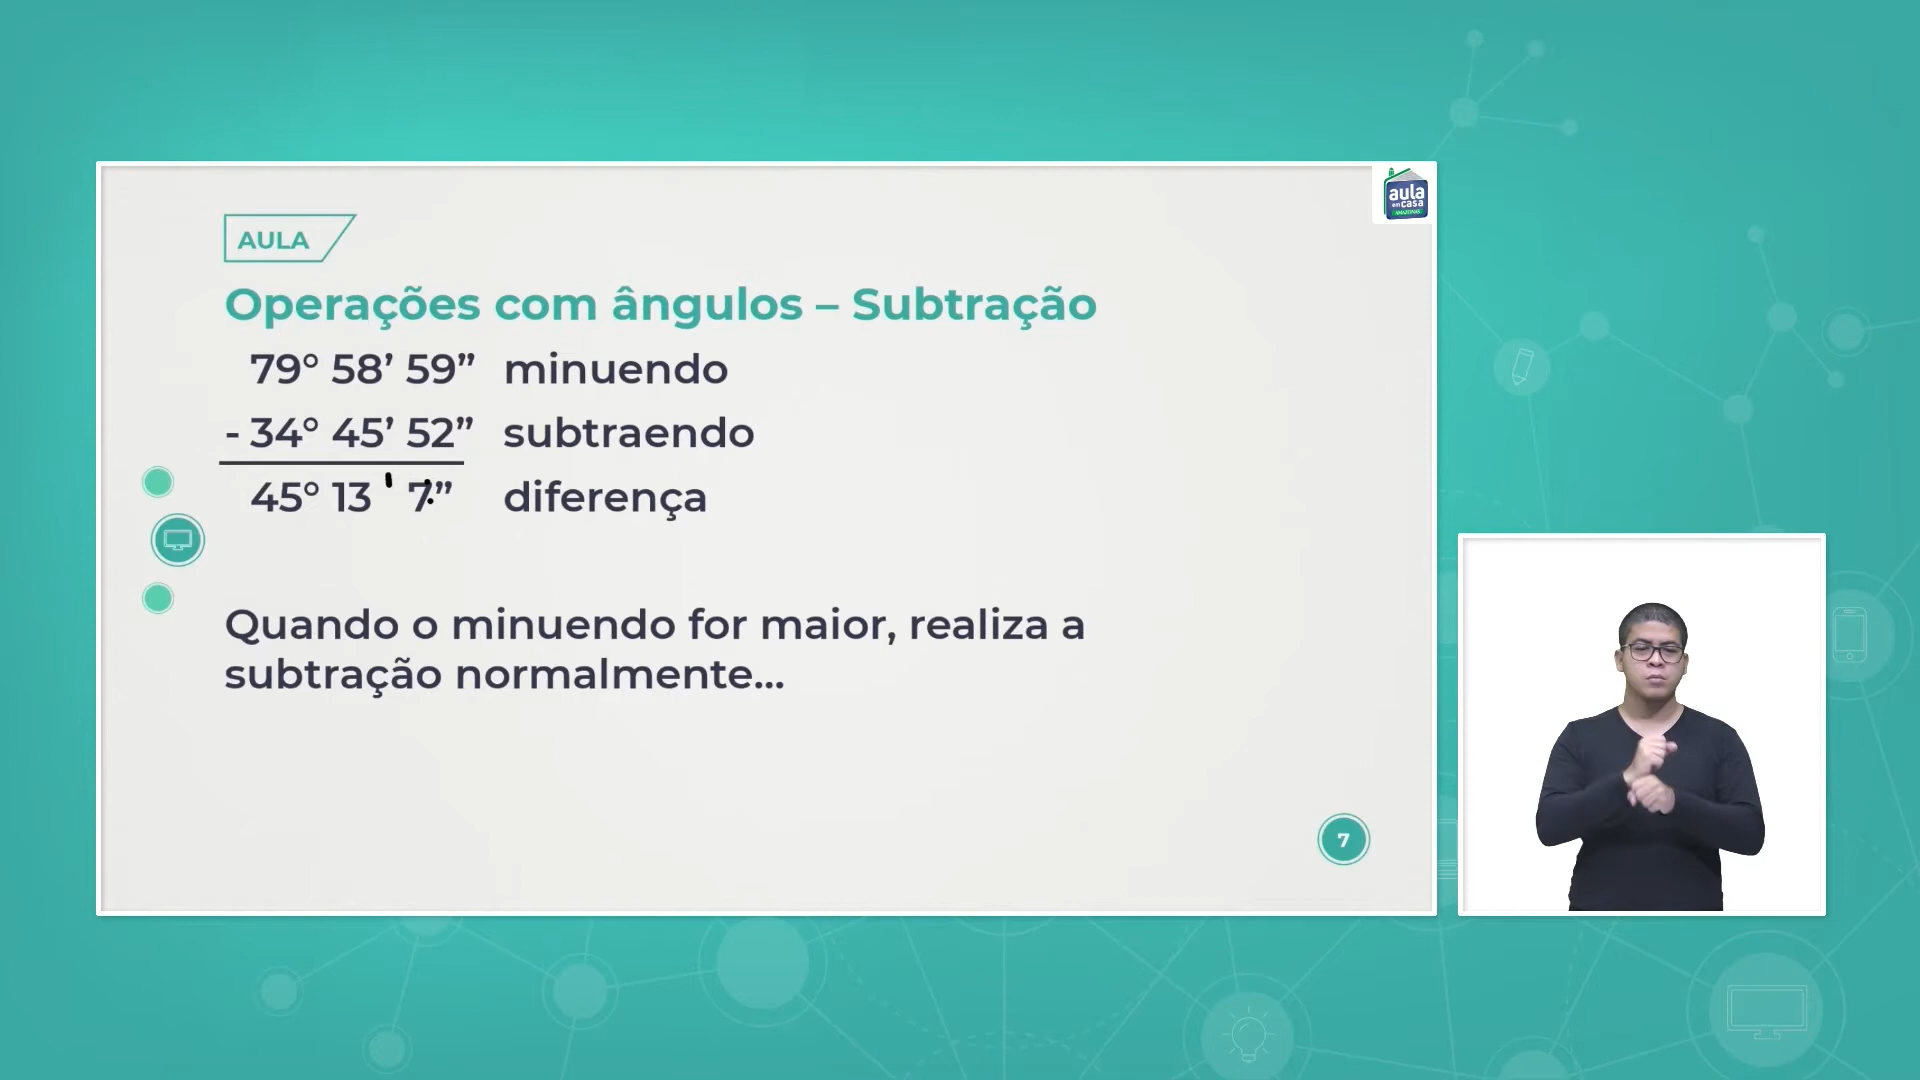 aula
em casa
AMAZONAS
AULA
Operações com ângulos – Subtração
79° 58’ 59” minuendo
- 34° 45’ 52” subtraendo
45° 13 ' 7” diferença
Quando o minuendo for maior, realiza a
subtração normalmente...
7